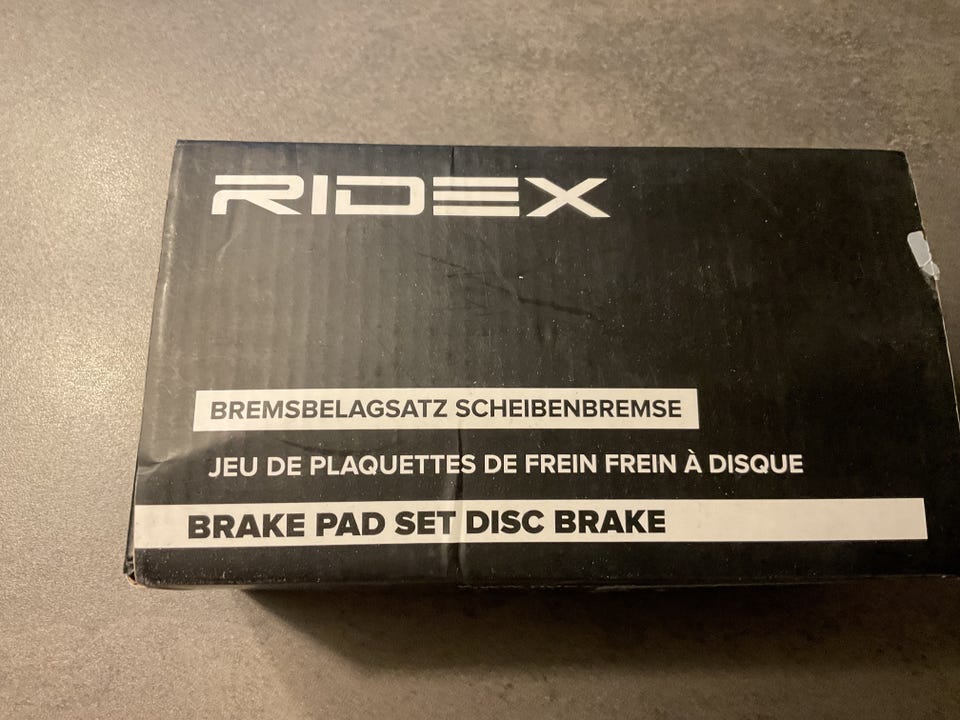 RIDEX
BREMSBELAGSATZ SCHEIBENBREMSE
JEU DE PLAQUETTES DE FREIN FREIN À DISQUE
BRAKE PAD SET DISC BRAKE